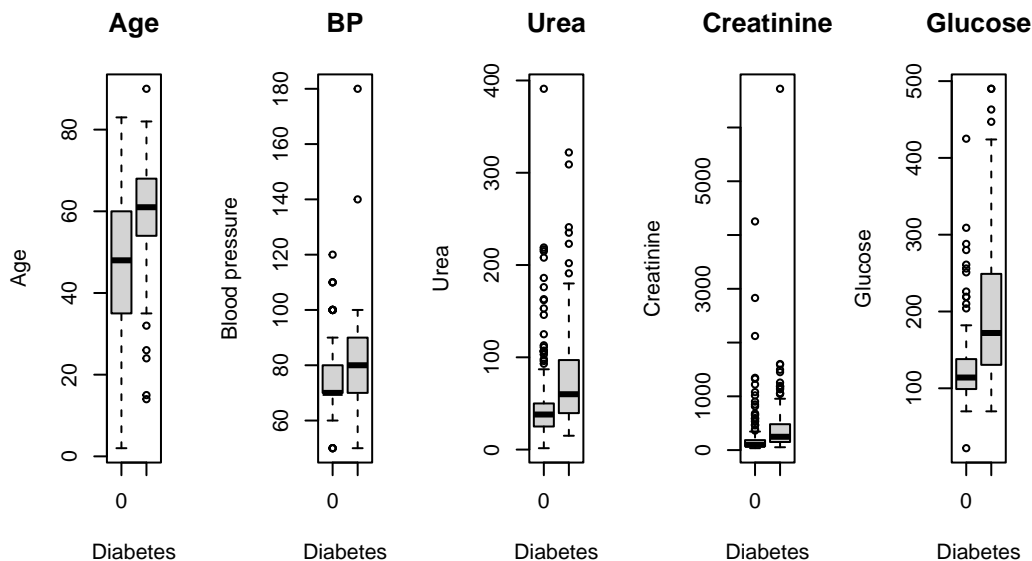 Age
BP
Urea
Creatinine
Glucose
Age
0
20
40
60
80
0
Diabetes
Blood pressure
60
80
100
120
140
160
180
0
Diabetes
Urea
0
100
200
300
400
0
Diabetes
Creatinine
0
1000
3000
5000
0
Diabetes
Glucose
100
200
300
400
500
0
Diabetes